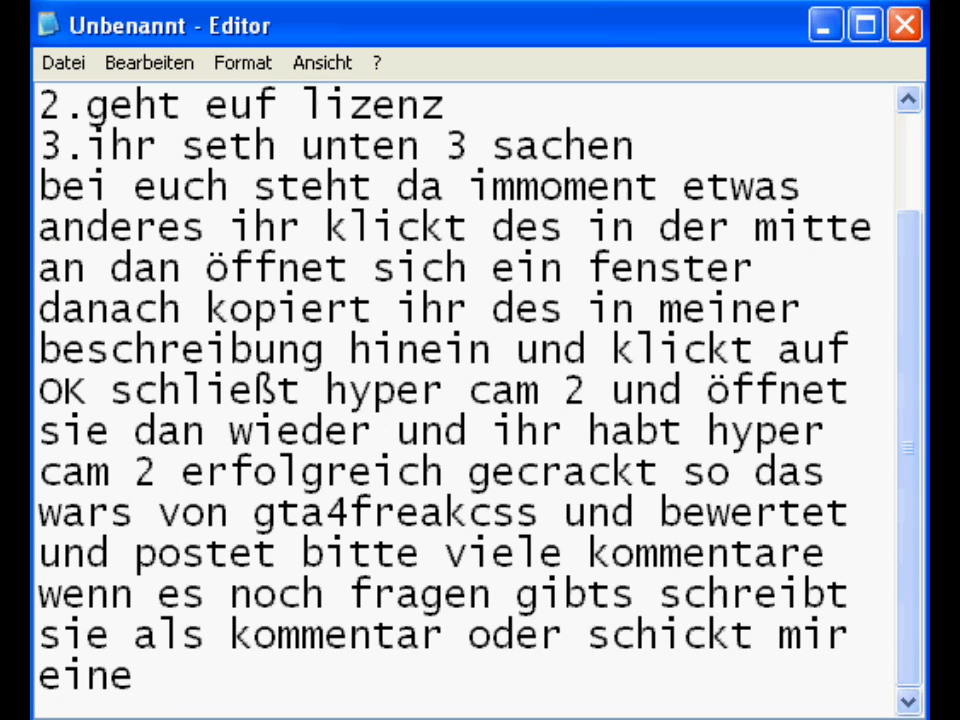 Unbenannt - Editor
Datei Bearbeiten Format Ansicht ?
2.geht euf lizenz
3.ihr seth unten 3 sachen
bei euch steht da immoment etwas
anderes ihr klickt des in der mitte
an dan öffnet sich ein fenster
danach kopiert ihr des in meiner
beschreibung hinein und klickt auf
OK schließt hyper cam 2 und öffnet
sie dan wieder und ihr habt hyper
cam 2 erfolgreich gecrackt so das
wars von gta4freakcss und bewertet
und postet bitte viele kommentare
wenn es noch fragen gibts schreibt
sie als kommentar oder schickt mir
eine